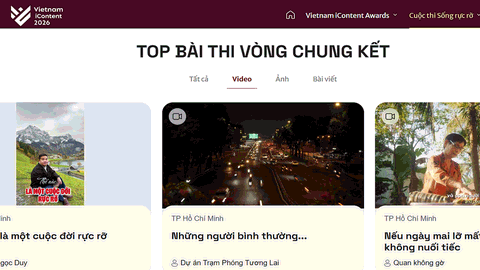 Vietnam
iContent
2026
Vietnam iContent Awards
Cuộc thi Sống rực rỡ
TOP BÀI THI VÒNG CHUNG KẾT
Tất cả
Video
Ảnh
Bài viết
LÀ MỘT CUỘC ĐỜI
RỰC RỠ
Minh
là một cuộc đời rực rỡ
Ngọc Duy
TP Hồ Chí Minh
Những người bình thường...
Dự án Trạm Phóng Tương Lai
TP Hồ Chí Minh
Nếu ngày mai lỡ mất
không nuối tiếc
Quan không gờ